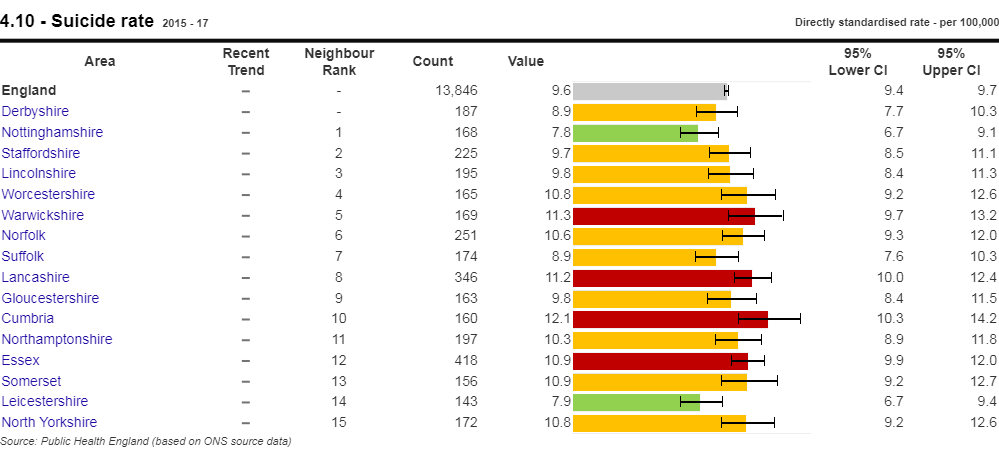 4.10 - Suicide rate 2015 - 17 Directly standardised rate - per 100,000
Area Recent Trend Neighbour Rank Count Value 95% Lower CI 95% Upper CI
England – - 13,846 9.6 9.4 9.7
Derbyshire – - 187 8.9 7.7 10.3
Nottinghamshire – 1 168 7.8 6.7 9.1
Staffordshire – 2 225 9.7 8.5 11.1
Lincolnshire – 3 195 9.8 8.4 11.3
Worcestershire – 4 165 10.8 9.2 12.6
Warwickshire – 5 169 11.3 9.7 13.2
Norfolk – 6 251 10.6 9.3 12.0
Suffolk – 7 174 8.9 7.6 10.3
Lancashire – 8 346 11.2 10.0 12.4
Gloucestershire – 9 163 9.8 8.4 11.5
Cumbria – 10 160 12.1 10.3 14.2
Northamptonshire – 11 197 10.3 8.9 11.8
Essex – 12 418 10.9 9.9 12.0
Somerset – 13 156 10.9 9.2 12.7
Leicestershire – 14 143 7.9 6.7 9.4
North Yorkshire – 15 172 10.8 9.2 12.6
Source: Public Health England (based on ONS source data)